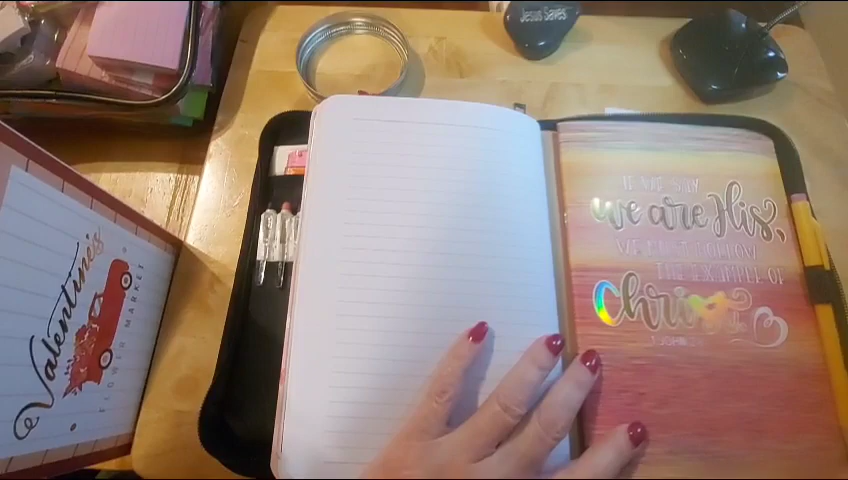 Jesus Saves
IF WE SAY
we are His,
WE MUST FOLLOW
THE EXAMPLE OF
Christ
1 JOHN
Valentine's
FLOWER MARKET